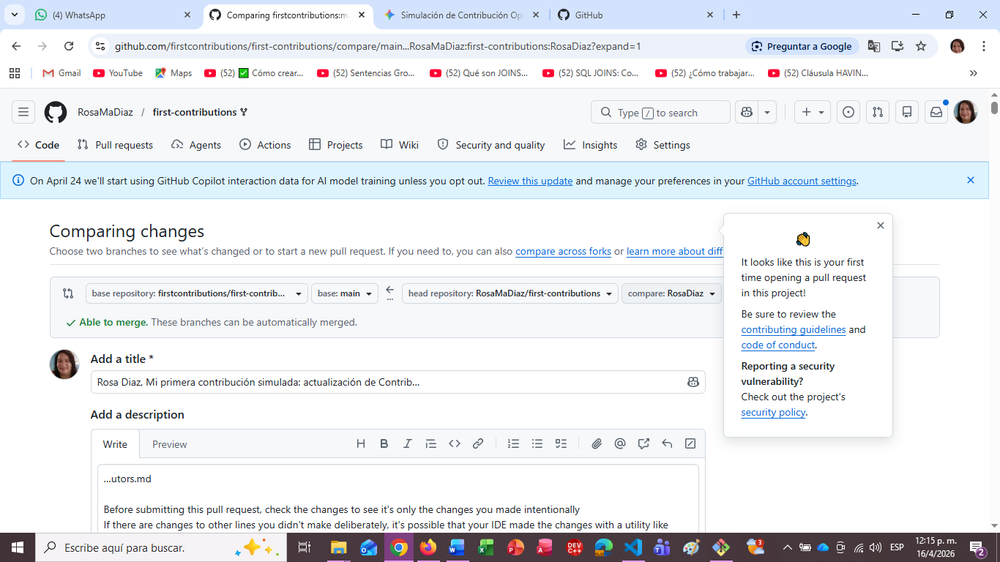 (4) WhatsApp
Comparing firstcontributions:ma
Simulación de Contribución Ope
GitHub
github.com/firstcontributions/first-contributions/compare/main...RosaMaDiaz:first-contributions:RosaDiaz?expand=1
Preguntar a Google
Gmail
YouTube
Maps
(52) ✅ Cómo crear...
(52) Sentencias Gro...
(52) Qué son JOINS...
(52) SQL JOINS: Co...
(52) ¿Cómo trabajar...
(52) Cláusula HAVIN...
RosaMaDiaz / first-contributions
Type / to search
Code
Pull requests
Agents
Actions
Projects
Wiki
Security and quality
Insights
Settings
On April 24 we'll start using GitHub Copilot interaction data for AI model training unless you opt out. Review this update and manage your preferences in your GitHub account settings.
Comparing changes
Choose two branches to see what's changed or to start a new pull request. If you need to, you can also compare across forks or learn more about diff
base repository: firstcontributions/first-contrib...
base: main
head repository: RosaMaDiaz/first-contributions
compare: RosaDiaz
Able to merge. These branches can be automatically merged.
It looks like this is your first
time opening a pull request
in this project!
Be sure to review the
contributing guidelines and
code of conduct.
Reporting a security
vulnerability?
Check out the project's
security policy.
Add a title *
Rosa Diaz, Mi primera contribución simulada: actualización de Contrib...
Add a description
Write
Preview
...utors.md
Before submitting this pull request, check the changes to see it's only the changes you made intentionally
If there are changes to other lines you didn't make deliberately, it's possible that your IDE made the changes with a utility like
Escribe aquí para buscar.
DEV
C++
3
ESP
12:15 p. m.
16/4/2026
2